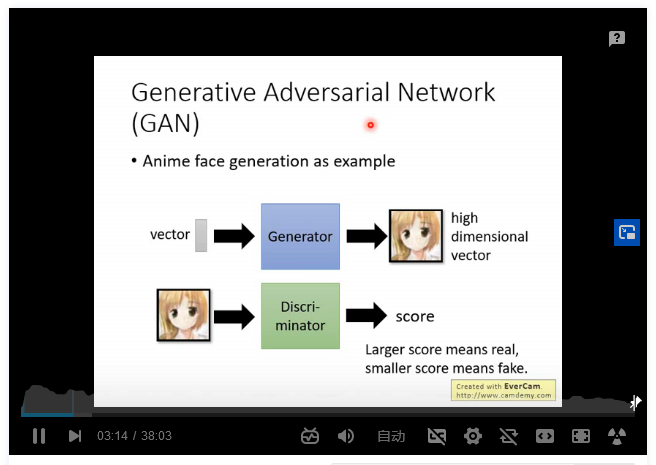 Generative Adversarial Network
(GAN)
• Anime face generation as example
vector
Generator
high
dimensional
vector
Discri-
minator
score
Larger score means real,
smaller score means fake.
Created with EverCam.
http://www.camdemy.com
03:14 / 38:03
自动